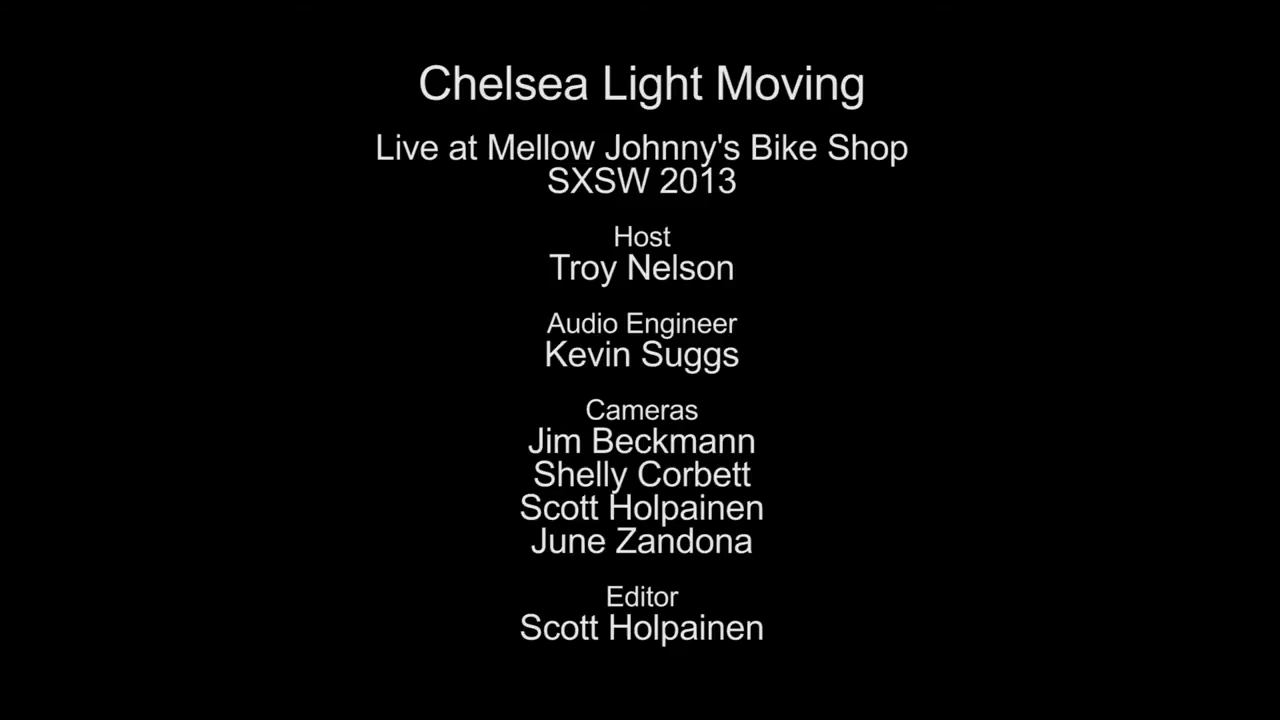 Chelsea Light Moving
Live at Mellow Johnny's Bike Shop
SXSW 2013
Host
Troy Nelson
Audio Engineer
Kevin Suggs
Cameras
Jim Beckmann
Shelly Corbett
Scott Holpainen
June Zandona
Editor
Scott Holpainen